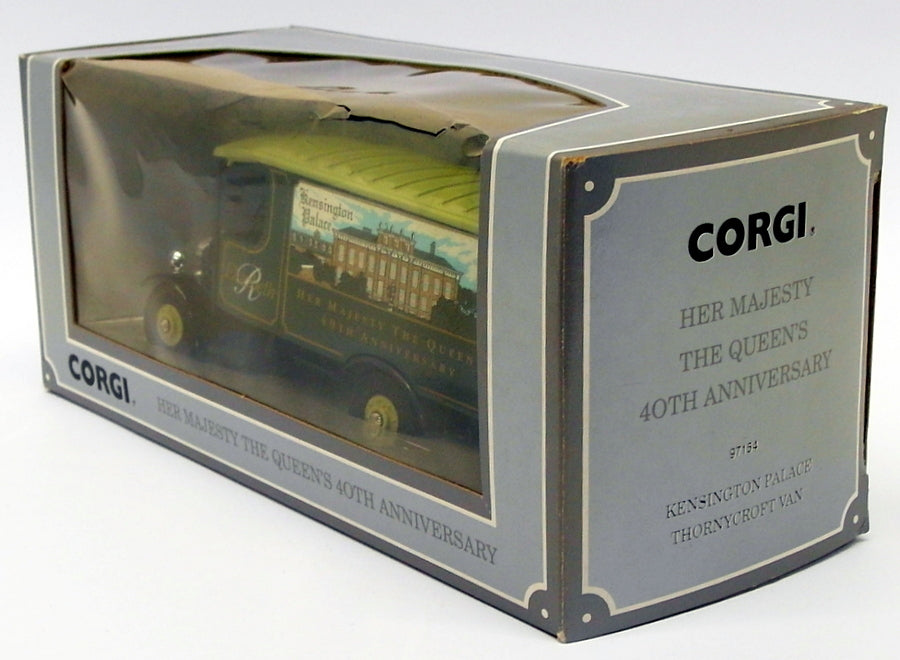 Kensington
Palace
R
HER MAJESTY THE QUEEN
40TH ANNIVERSARY
CORGI
HER MAJESTY THE QUEEN'S 40TH ANNIVERSARY
CORGI
HER MAJESTY
THE QUEEN'S
40TH ANNIVERSARY
97154
KENSINGTON PALACE
THORNYCROFT VAN